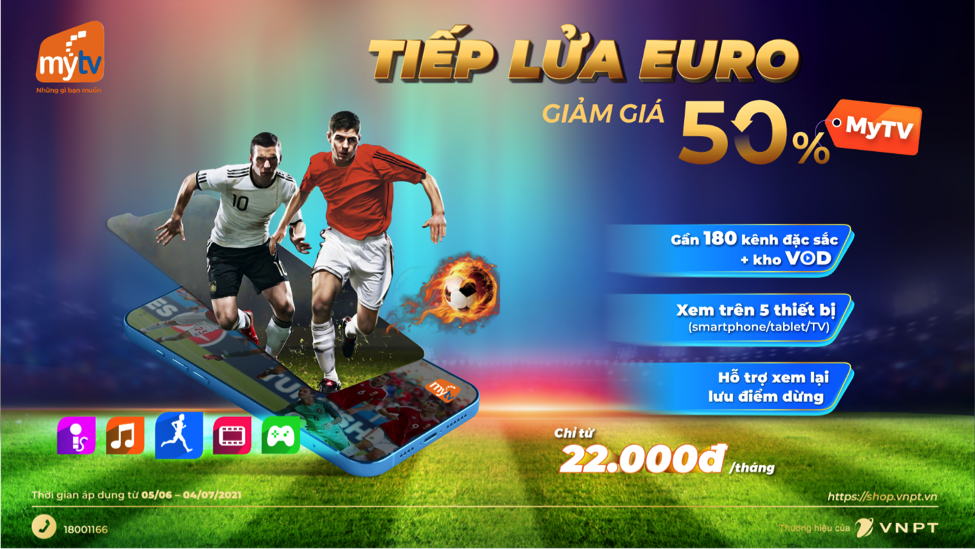 mytv
Những gì bạn muốn
TIẾP LỬA EURO
GIẢM GIÁ
50%
MyTV
Gần 180 kênh đặc sắc
+ kho VOD
Xem trên 5 thiết bị
(smartphone/tablet/TV)
Hỗ trợ xem lại
lưu điểm dừng
10
10
mytv
Chỉ từ
22.000đ /tháng
Thời gian áp dụng từ 05/06 – 04/07/2021
https://shop.vnpt.vn
18001166
Thương hiệu của VNPT